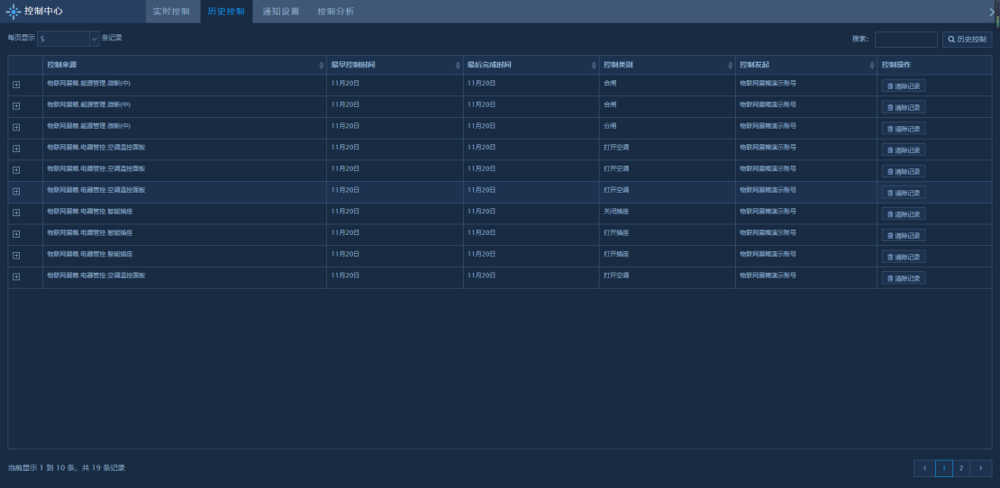 控制中心 实时控制 历史控制 通知设置 控制分析
每页显示 5 条记录 搜索: 历史控制
控制来源 最早控制时间 最后完成时间 控制类别 控制发起 控制操作
物联网展箱.能源管理.微断(中) 11月20日 11月20日 合闸 物联网展箱演示账号 清除记录
物联网展箱.能源管理.微断(中) 11月20日 11月20日 合闸 物联网展箱演示账号 清除记录
物联网展箱.能源管理.微断(中) 11月20日 11月20日 分闸 物联网展箱演示账号 清除记录
物联网展箱.电器管控.空调温控面板 11月20日 11月20日 打开空调 物联网展箱演示账号 清除记录
物联网展箱.电器管控.空调温控面板 11月20日 11月20日 打开空调 物联网展箱演示账号 清除记录
物联网展箱.电器管控.空调温控面板 11月20日 11月20日 打开空调 物联网展箱演示账号 清除记录
物联网展箱.电器管控.智能插座 11月20日 11月20日 关闭插座 物联网展箱演示账号 清除记录
物联网展箱.电器管控.智能插座 11月20日 11月20日 打开插座 物联网展箱演示账号 清除记录
物联网展箱.电器管控.智能插座 11月20日 11月20日 打开插座 物联网展箱演示账号 清除记录
物联网展箱.电器管控.空调温控面板 11月20日 11月20日 打开空调 物联网展箱演示账号 清除记录
当前显示 1 到 10 条，共 19 条记录 1 2